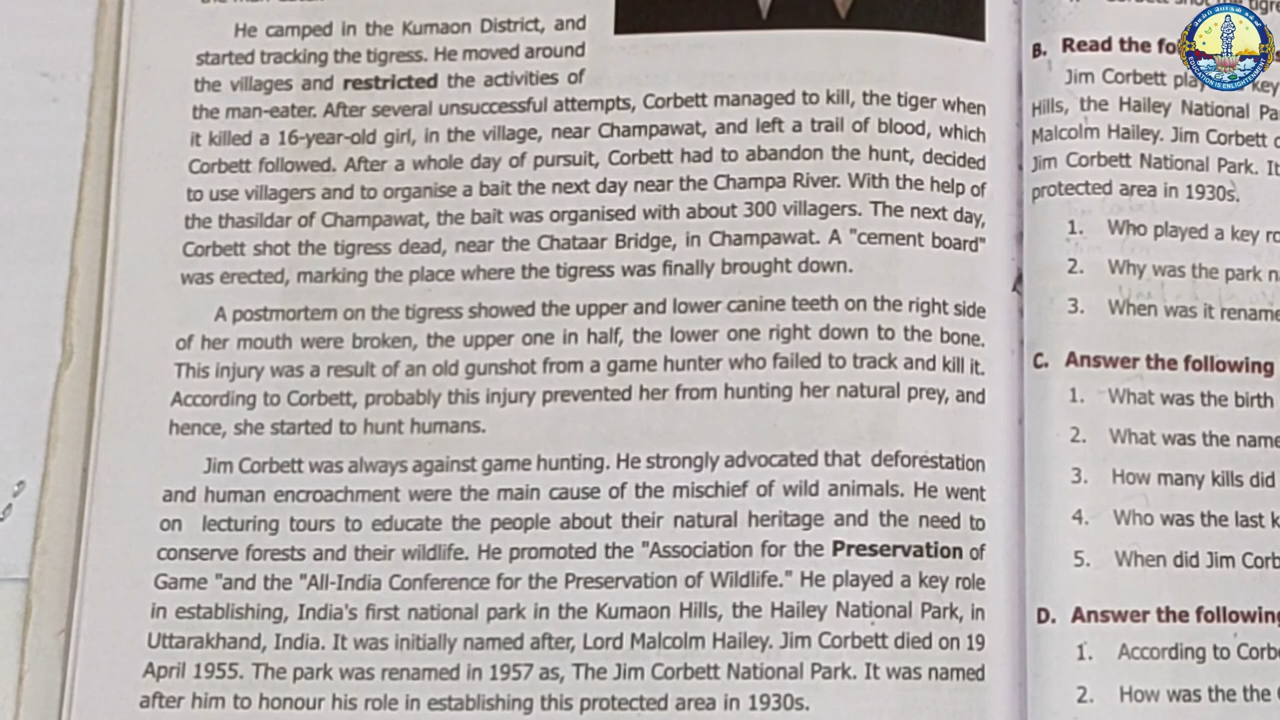 He camped in the Kumaon District, and
started tracking the tigress. He moved around
the villages and restricted the activities of
the man-eater. After several unsuccessful attempts, Corbett managed to kill, the tiger when
it killed a 16-year-old girl, in the village, near Champawat, and left a trail of blood, which
Corbett followed. After a whole day of pursuit, Corbett had to abandon the hunt, decided
to use villagers and to organise a bait the next day near the Champa River. With the help of
the thasildar of Champawat, the bait was organised with about 300 villagers. The next day,
Corbett shot the tigress dead, near the Chataar Bridge, in Champawat. A "cement board"
was erected, marking the place where the tigress was finally brought down.
A postmortem on the tigress showed the upper and lower canine teeth on the right side
of her mouth were broken, the upper one in half, the lower one right down to the bone.
This injury was a result of an old gunshot from a game hunter who failed to track and kill it.
According to Corbett, probably this injury prevented her from hunting her natural prey, and
hence, she started to hunt humans.
Jim Corbett was always against game hunting. He strongly advocated that deforestation
and human encroachment were the main cause of the mischief of wild animals. He went
on lecturing tours to educate the people about their natural heritage and the need to
conserve forests and their wildlife. He promoted the "Association for the Preservation of
Game "and the "All-India Conference for the Preservation of Wildlife." He played a key role
in establishing, India's first national park in the Kumaon Hills, the Hailey National Park, in
Uttarakhand, India. It was initially named after, Lord Malcolm Hailey. Jim Corbett died on 19
April 1955. The park was renamed in 1957 as, The Jim Corbett National Park. It was named
after him to honour his role in establishing this protected area in 1930s.
B. Read the fo
Jim Corbett pla key
Hills, the Hailey National Pa
Malcolm Hailey. Jim Corbett
Jim Corbett National Park. It
protected area in 1930s.
1. Who played a key ro
2. Why was the park n
3. When was it rename
C. Answer the following
1. What was the birth
2. What was the name
3. How many kills did
4. Who was the last k
5. When did Jim Corb
D. Answer the following
1. According to Corb
2. How was the the
EDUCATION IS ENLIGHTENMENT